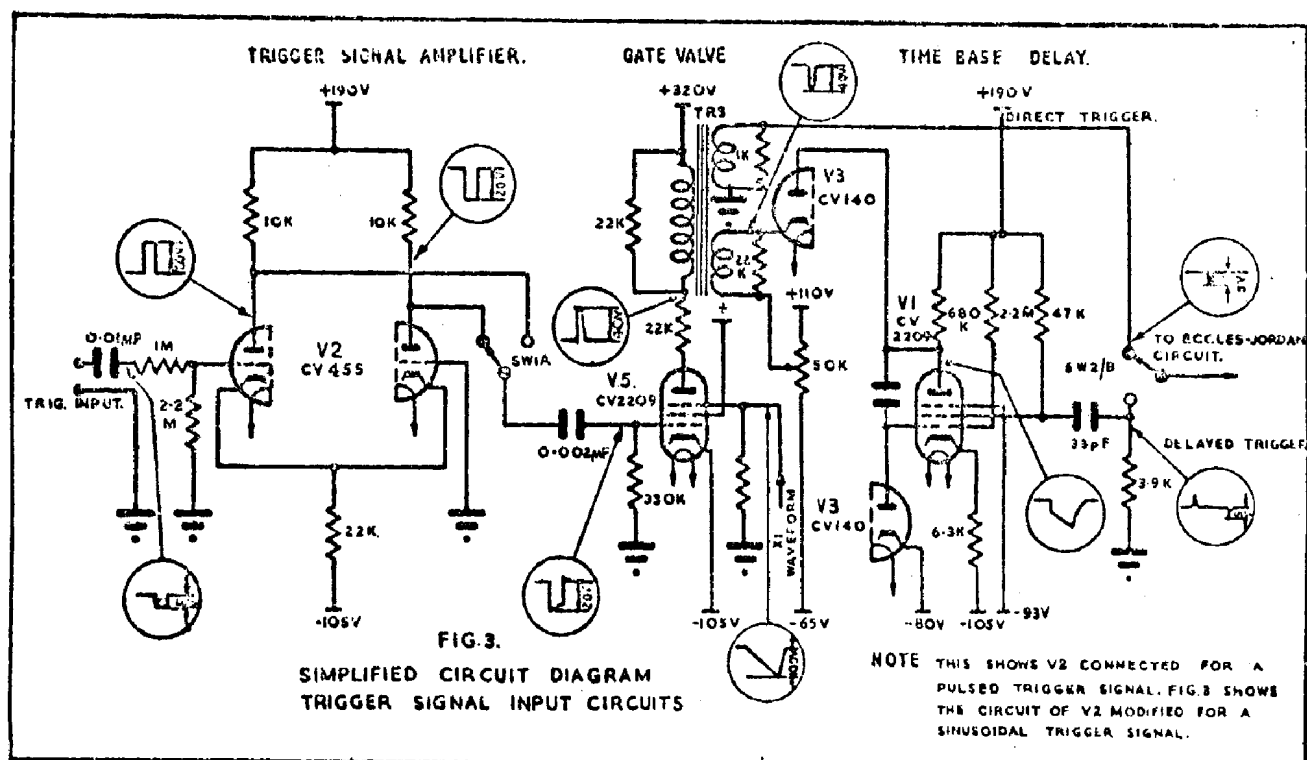 TRIGGER SIGNAL AMPLIFIER.
GATE VALVE
TIME BASE DELAY.
+190V
+320V
+190V
TR3
DIRECT TRIGGER.
1K
V3
CV140
10K
10K
22K
22
K
+110V
0.01MF
1M
V2
CV455
SW1A
22K
V5.
CV2209
50K
V1
CV
2209
680
K
2.2M
47K
TO ECCLES-JORDAN
CIRCUIT.
SW2/B
TRIG. INPUT.
2.2
M
0.002MF
33pF
DELAYED TRIGGER.
330K
X1
WAVEFORM
V3
CV140
6.3K
3.9K
22K
-105V
-105V
-65V
-80V
-105V
-93V
FIG.3.
SIMPLIFIED CIRCUIT DIAGRAM
TRIGGER SIGNAL INPUT CIRCUITS
NOTE THIS SHOWS V2 CONNECTED FOR A
PULSED TRIGGER SIGNAL. FIG.8 SHOWS
THE CIRCUIT OF V2 MODIFIED FOR A
SINUSOIDAL TRIGGER SIGNAL.